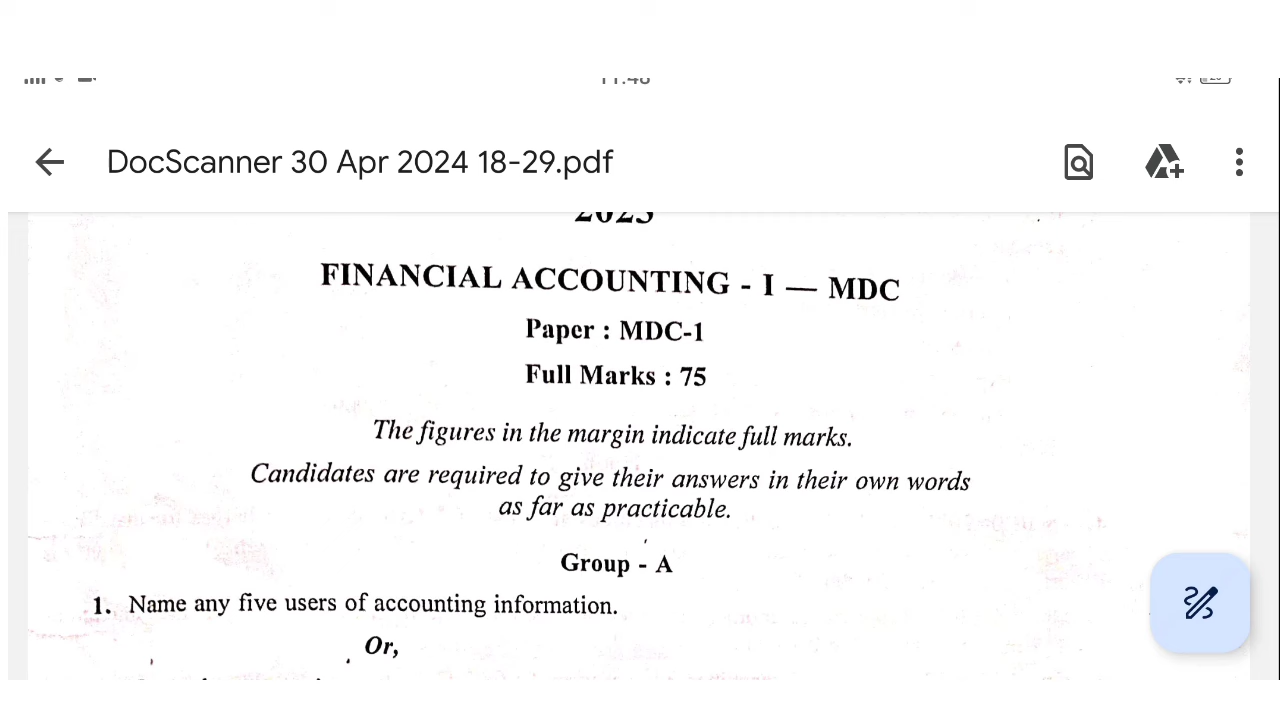 DocScanner 30 Apr 2024 18-29.pdf
2023
FINANCIAL ACCOUNTING - I — MDC
Paper : MDC-1
Full Marks : 75
The figures in the margin indicate full marks.
Candidates are required to give their answers in their own words
as far as practicable.
Group - A
1. Name any five users of accounting information.
Or,